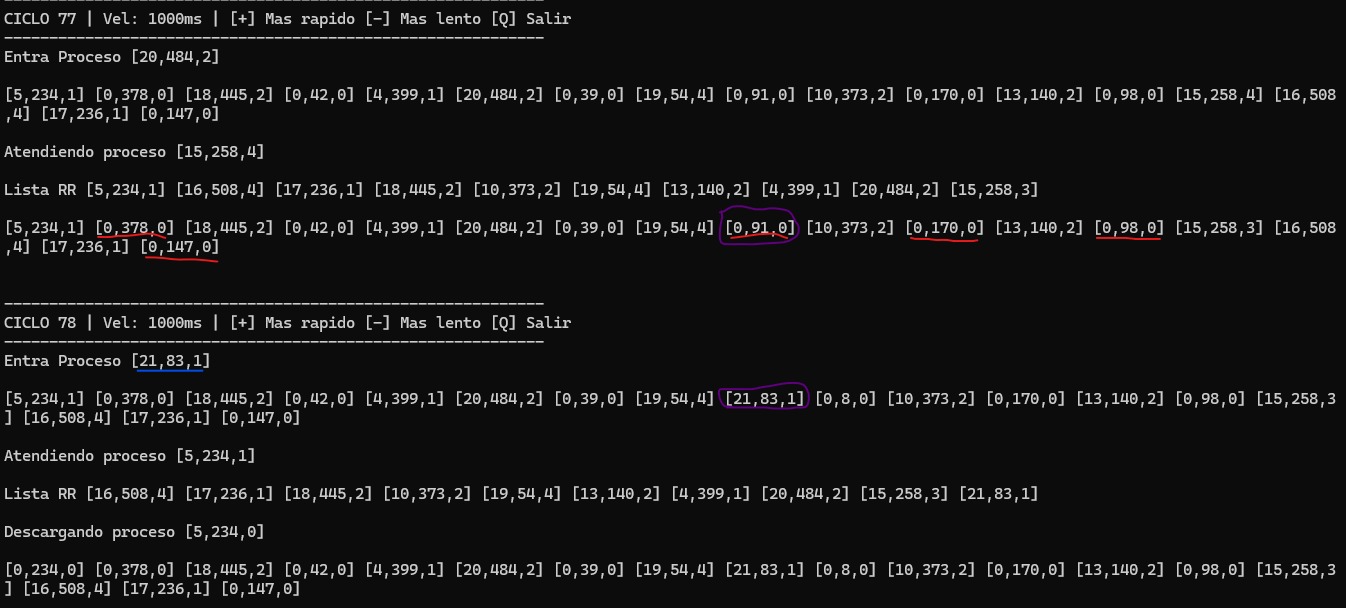 CICLO 77 | Vel: 1000ms | [+] Mas rapido [-] Mas lento [Q] Salir
Entra Proceso [20,484,2]
[5,234,1] [0,378,0] [18,445,2] [0,42,0] [4,399,1] [20,484,2] [0,39,0] [19,54,4] [0,91,0] [10,373,2] [0,170,0] [13,140,2] [0,98,0] [15,258,4] [16,508
,4] [17,236,1] [0,147,0]
Atendiendo proceso [15,258,4]
Lista RR [5,234,1] [16,508,4] [17,236,1] [18,445,2] [10,373,2] [19,54,4] [13,140,2] [4,399,1] [20,484,2] [15,258,3]
[5,234,1] [0,378,0] [18,445,2] [0,42,0] [4,399,1] [20,484,2] [0,39,0] [19,54,4] [0,91,0] [10,373,2] [0,170,0] [13,140,2] [0,98,0] [15,258,3] [16,508
,4] [17,236,1] [0,147,0]
CICLO 78 | Vel: 1000ms | [+] Mas rapido [-] Mas lento [Q] Salir
Entra Proceso [21,83,1]
[5,234,1] [0,378,0] [18,445,2] [0,42,0] [4,399,1] [20,484,2] [0,39,0] [19,54,4] [21,83,1] [0,8,0] [10,373,2] [0,170,0] [13,140,2] [0,98,0] [15,258,3
] [16,508,4] [17,236,1] [0,147,0]
Atendiendo proceso [5,234,1]
Lista RR [16,508,4] [17,236,1] [18,445,2] [10,373,2] [19,54,4] [13,140,2] [4,399,1] [20,484,2] [15,258,3] [21,83,1]
Descargando proceso [5,234,0]
[0,234,0] [0,378,0] [18,445,2] [0,42,0] [4,399,1] [20,484,2] [0,39,0] [19,54,4] [21,83,1] [0,8,0] [10,373,2] [0,170,0] [13,140,2] [0,98,0] [15,258,3
] [16,508,4] [17,236,1] [0,147,0]